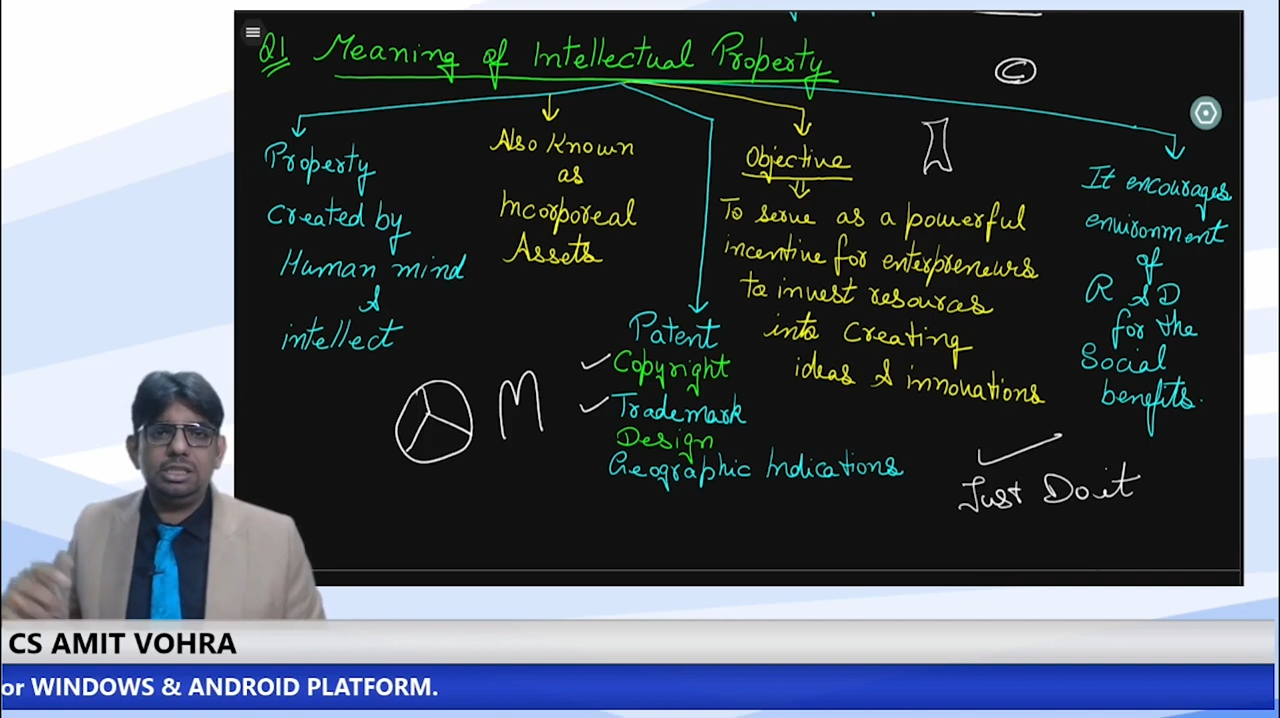 Q1 Meaning of Intellectual Property
©
Property
created by
Human mind
&
intellect
Also Known
as
Incorporeal
Assets
Patent
Copyright
Trademark
Design
Geographic Indications
Objective
To serve as a powerful
incentive for enterpreneurs
to invest resources
into Creating
ideas & innovations
It encourages
environment
of
R & D
for the
Social
benefits.
M
Just Do it
CS AMIT VOHRA
or WINDOWS & ANDROID PLATFORM.